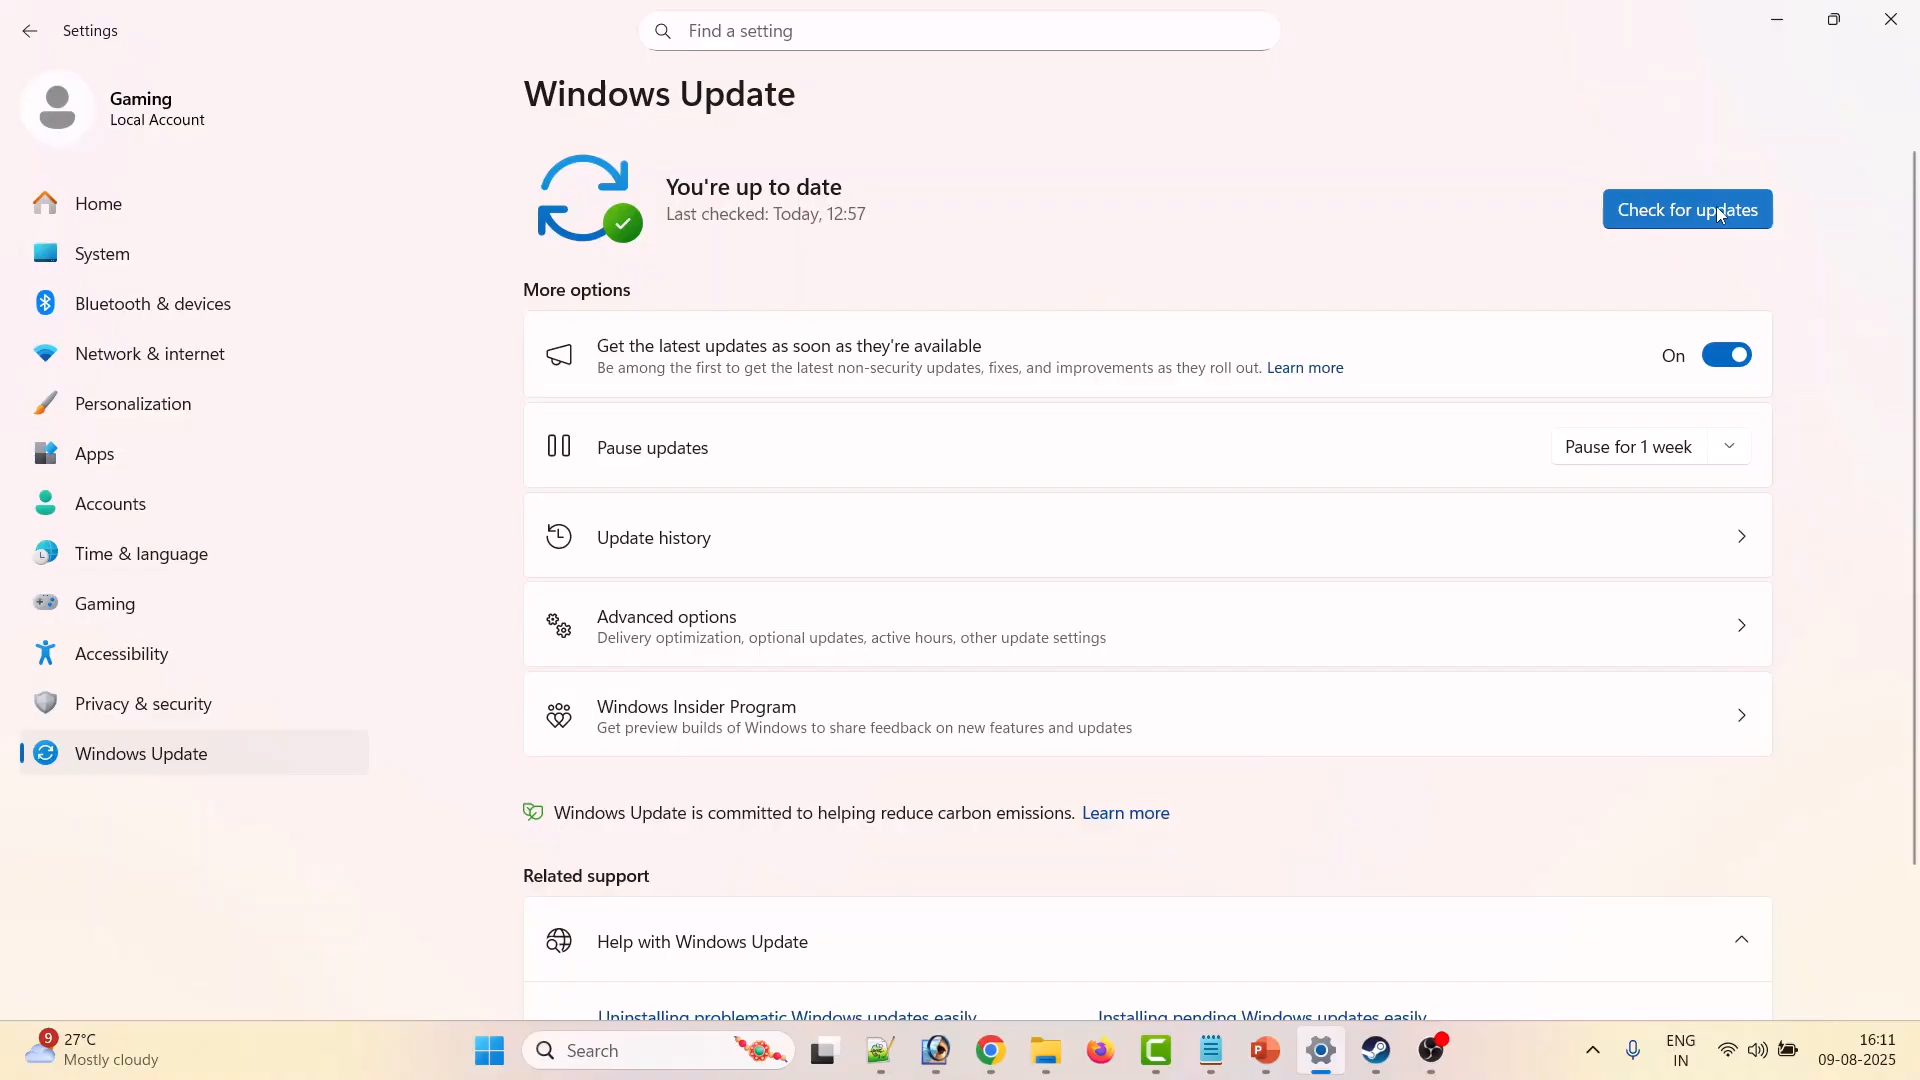 Settings
Find a setting
Gaming
Local Account
Home
System
Bluetooth & devices
Network & internet
Personalization
Apps
Accounts
Time & language
Gaming
Accessibility
Privacy & security
Windows Update
Windows Update
You're up to date
Last checked: Today, 12:57
Check for updates
More options
Get the latest updates as soon as they're available
Be among the first to get the latest non-security updates, fixes, and improvements as they roll out. Learn more
On
Pause updates
Pause for 1 week
Update history
Advanced options
Delivery optimization, optional updates, active hours, other update settings
Windows Insider Program
Get preview builds of Windows to share feedback on new features and updates
Windows Update is committed to helping reduce carbon emissions. Learn more
Related support
Help with Windows Update
Uninstalling problematic Windows updates easily
Installing pending Windows updates easily
9
27°C
Mostly cloudy
Search
P
ENG
IN
16:11
09-08-2025